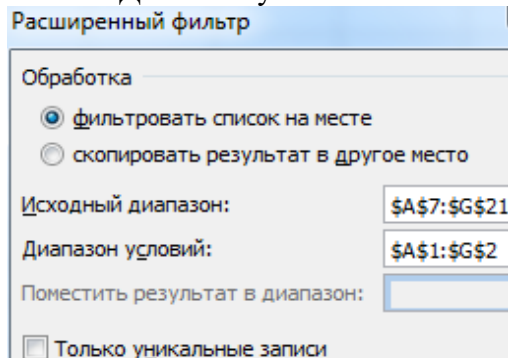 Расширенный фильтр
Обработка
фильтровать список на месте
скопировать результат в другое место
Исходный диапазон: $A$7:$G$21
Диапазон условий: $A$1:$G$2
Поместить результат в диапазон:
Только уникальные записи